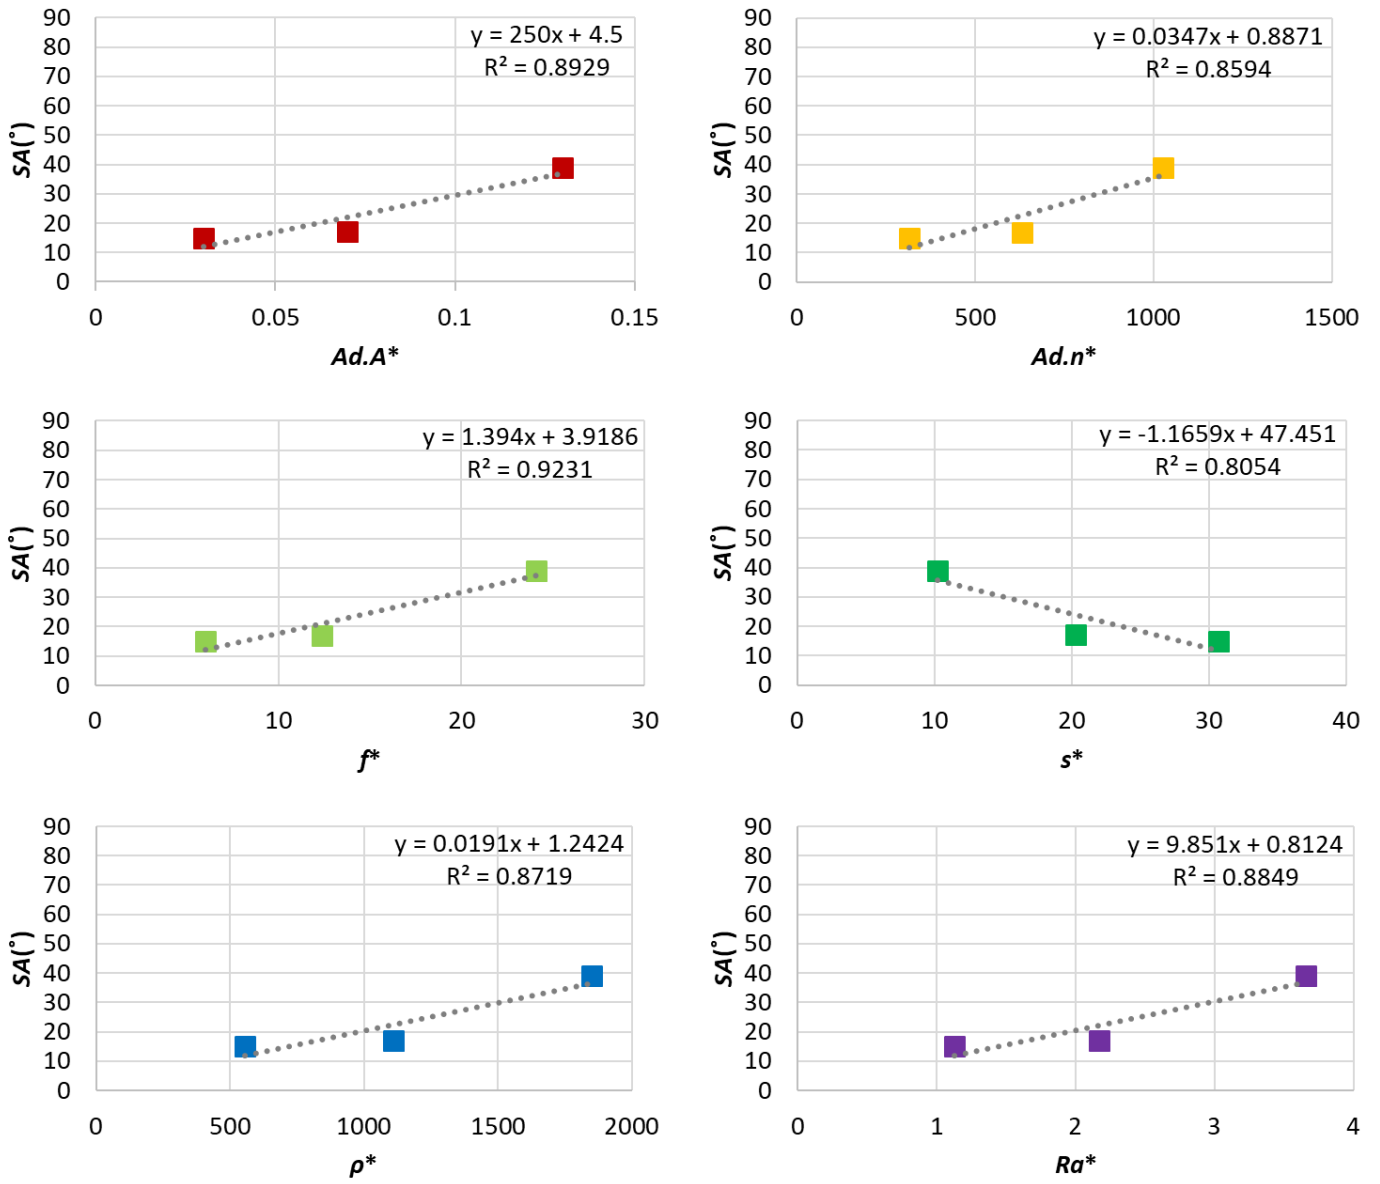 90
80
70
60
50
40
30
20
10
0
SA(˚)
y = 250x + 4.5
R² = 0.8929
0 0.05 0.1 0.15
Ad.A*
90
80
70
60
50
40
30
20
10
0
SA(˚)
y = 0.0347x + 0.8871
R² = 0.8594
0 500 1000 1500
Ad.n*
90
80
70
60
50
40
30
20
10
0
SA(˚)
y = 1.394x + 3.9186
R² = 0.9231
0 10 20 30
f*
90
80
70
60
50
40
30
20
10
0
SA(˚)
y = -1.1659x + 47.451
R² = 0.8054
0 10 20 30 40
s*
90
80
70
60
50
40
30
20
10
0
SA(˚)
y = 0.0191x + 1.2424
R² = 0.8719
0 500 1000 1500 2000
ρ*
90
80
70
60
50
40
30
20
10
0
SA(˚)
y = 9.851x + 0.8124
R² = 0.8849
0 1 2 3 4
Ra*